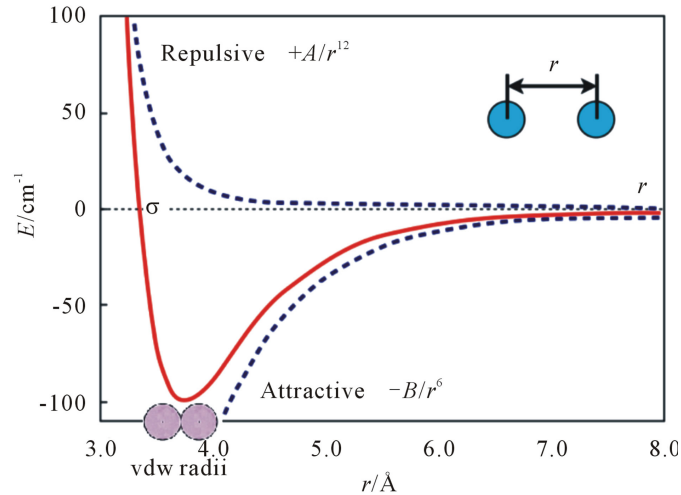 100
Repulsive +A/r¹²
r
50
E/cm⁻¹
r
0
σ
-50
Attractive -B/r⁶
-100
3.0 4.0 5.0 6.0 7.0 8.0
vdw radii
r/Å